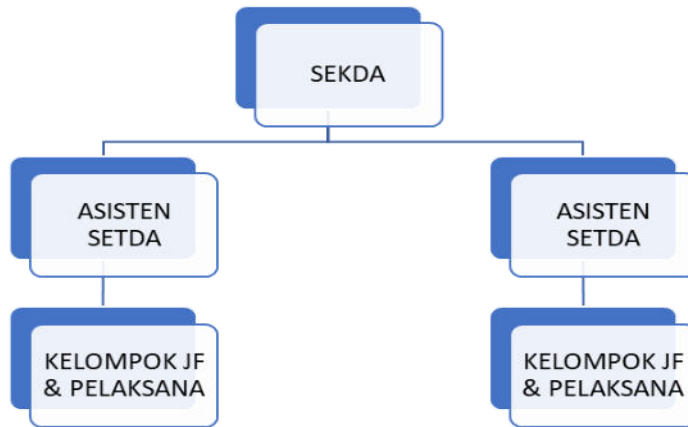 SEKDA
ASISTEN
SETDA
ASISTEN
SETDA
KELOMPOK JF
& PELAKSANA
KELOMPOK JF
& PELAKSANA